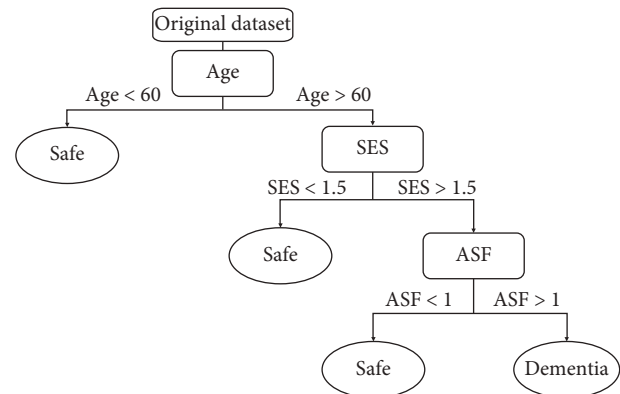 Original dataset
Age
Age < 60
Age > 60
Safe
SES
SES < 1.5
SES > 1.5
Safe
ASF
ASF < 1
ASF > 1
Safe
Dementia